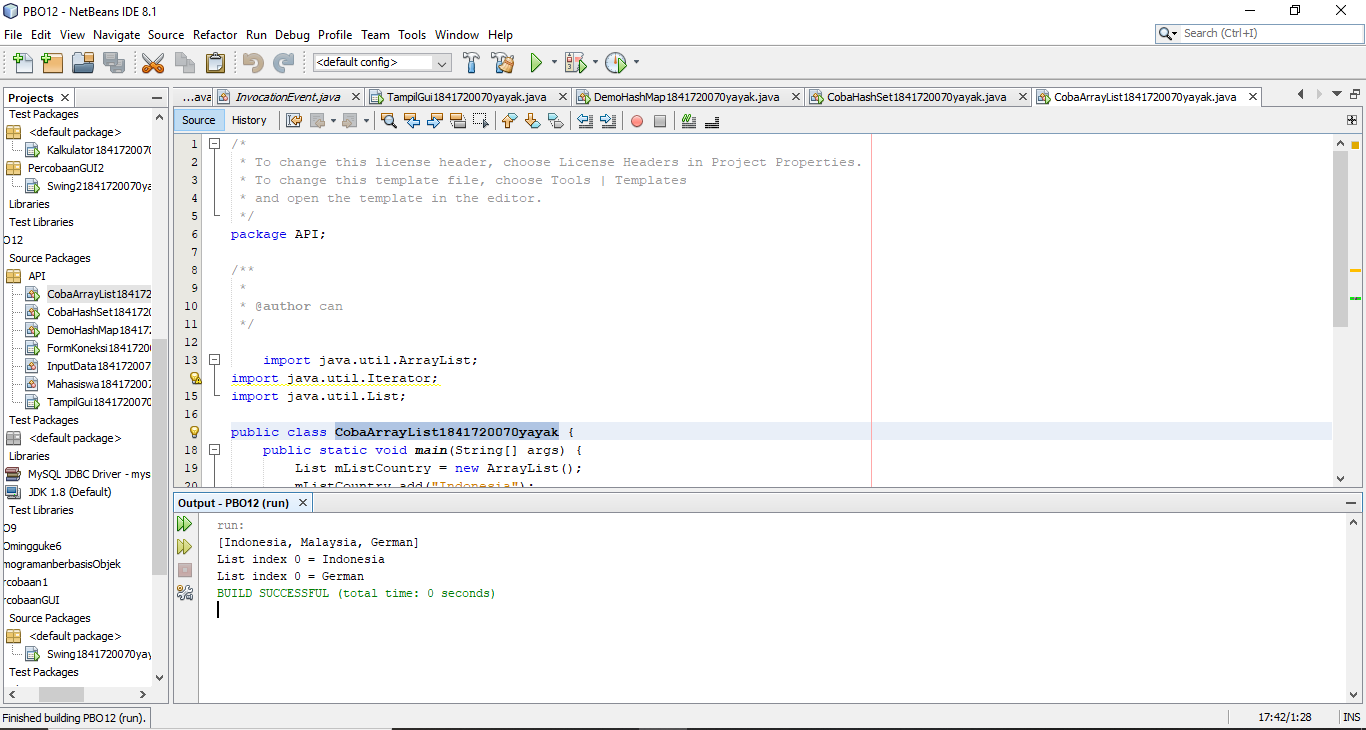 PBO12 - NetBeans IDE 8.1
File Edit View Navigate Source Refactor Run Debug Profile Team Tools Window Help
Search (Ctrl+I)
<default config>
Projects
...ava InvocationEvent.java TampilGui1841720070yayak.java DemoHashMap1841720070yayak.java CobaHashSet1841720070yayak.java CobaArrayList1841720070yayak.java
Source History
Test Packages
<default package>
Kalkulator184172007
PercobaanGUI2
Swing21841720070ya
Libraries
Test Libraries
O12
Source Packages
API
CobaArrayList184172
CobaHashSet184172
DemoHashMap184172
FormKoneksi1841720
InputData184172007
Mahasiswa184172007
TampilGui184172007
Test Packages
<default package>
Libraries
MySQL JDBC Driver - mys
JDK 1.8 (Default)
Test Libraries
O9
Omingguke6
mogramanberbasisObjek
rcobaan1
rcobaanGUI
Source Packages
<default package>
Swing1841720070yay
Test Packages
1 /*
2 * To change this license header, choose License Headers in Project Properties.
3 * To change this template file, choose Tools | Templates
4 * and open the template in the editor.
5 */
6 package API;
7
8 /**
9 *
10 * @author can
11 */
12
13 import java.util.ArrayList;
import java.util.Iterator;
15 import java.util.List;
16
public class CobaArrayList1841720070yayak {
18 public static void main(String[] args) {
19 List mListCountry = new ArrayList();
20 mListCountry.add("Indonesia");
Output - PBO12 (run)
run:
[Indonesia, Malaysia, German]
List index 0 = Indonesia
List index 0 = German
BUILD SUCCESSFUL (total time: 0 seconds)
Finished building PBO12 (run).
17:42/1:28 INS